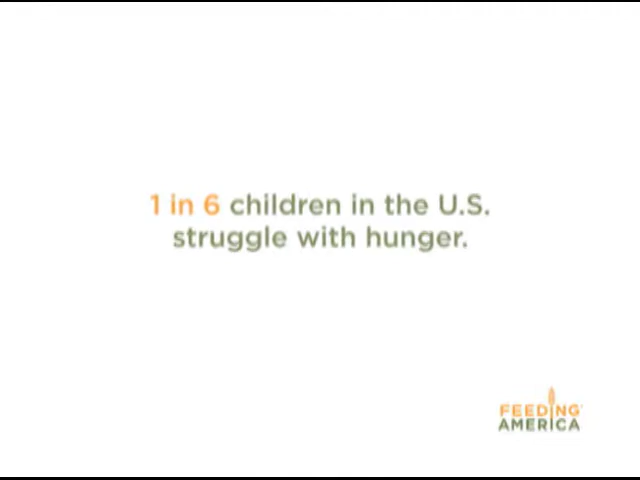 1 in 6 children in the U.S.
struggle with hunger.
FEEDING
AMERICA